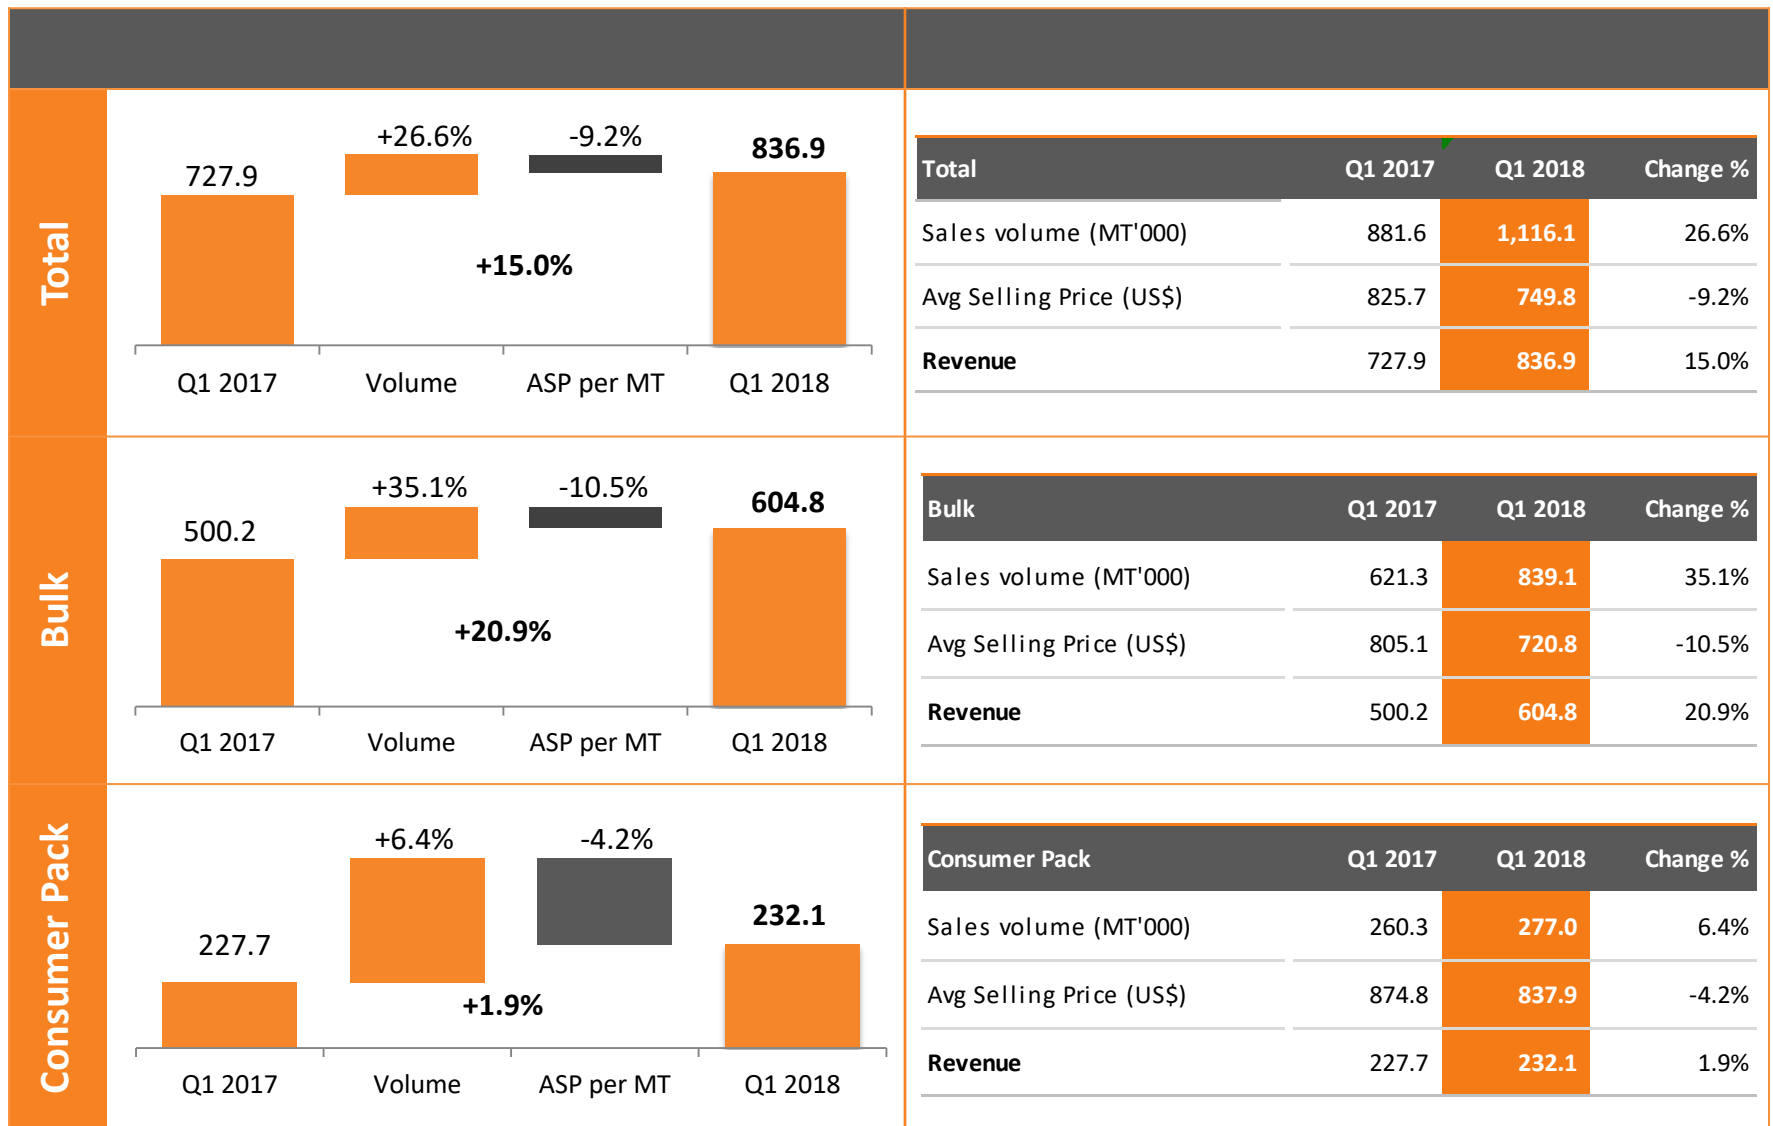 Total
+26.6%
-9.2%
836.9
727.9
+15.0%
Q1 2017 Volume ASP per MT Q1 2018
Total Q1 2017 Q1 2018 Change %
Sales volume (MT'000) 881.6 1,116.1 26.6%
Avg Selling Price (US$) 825.7 749.8 -9.2%
Revenue 727.9 836.9 15.0%
Bulk
+35.1%
-10.5%
604.8
500.2
+20.9%
Q1 2017 Volume ASP per MT Q1 2018
Bulk Q1 2017 Q1 2018 Change %
Sales volume (MT'000) 621.3 839.1 35.1%
Avg Selling Price (US$) 805.1 720.8 -10.5%
Revenue 500.2 604.8 20.9%
Consumer Pack
+6.4%
-4.2%
232.1
227.7
+1.9%
Q1 2017 Volume ASP per MT Q1 2018
Consumer Pack Q1 2017 Q1 2018 Change %
Sales volume (MT'000) 260.3 277.0 6.4%
Avg Selling Price (US$) 874.8 837.9 -4.2%
Revenue 227.7 232.1 1.9%